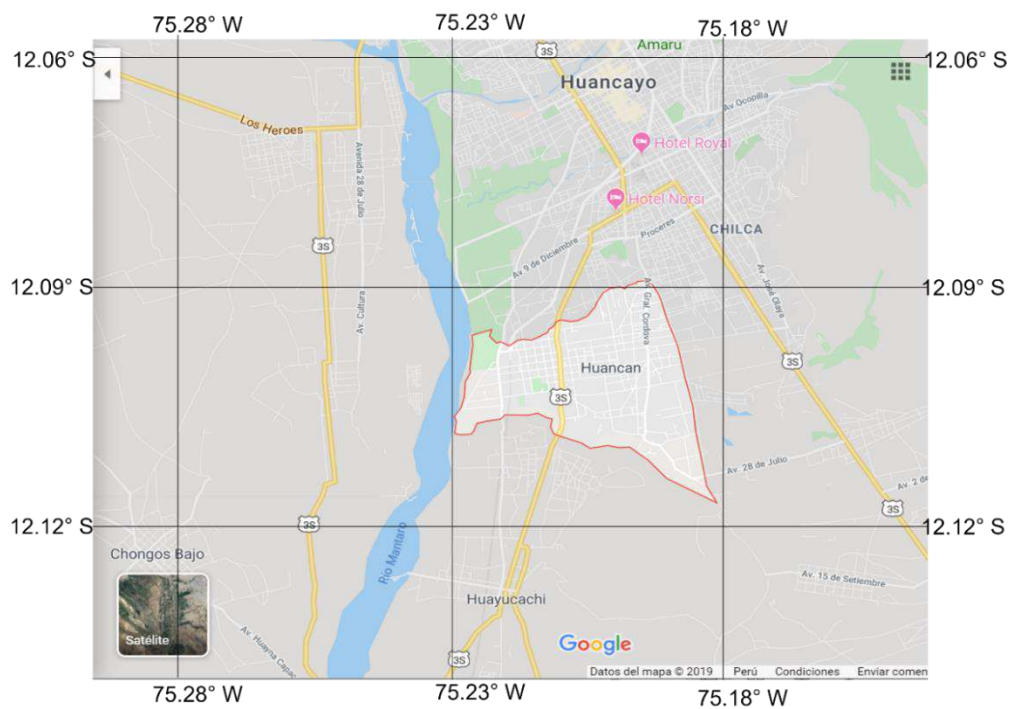 75.28° W
75.23° W
75.18° W
12.06° S
12.06° S
3S
Amaru
Huancayo
Av Ocopilla
Los Heroes
Hotel Royal
Avenida 28 de Julio
Hotel Norsi
Proceres
CHILCA
3S
Av 9 de Diciembre
Av. José Olaya
12.09° S
12.09° S
Av. Gral. Cordova
Av. Cultura
Huancan
3S
3S
Av. 28 de Julio
Av. 2 de
3S
12.12° S
12.12° S
3S
Chongos Bajo
Río Mantaro
Av. 15 de Setiembre
Huayucachi
Satélite
Av. Huayna Capac
Google
3S
Datos del mapa © 2019 Perú Condiciones Enviar comen
75.28° W
75.23° W
75.18° W